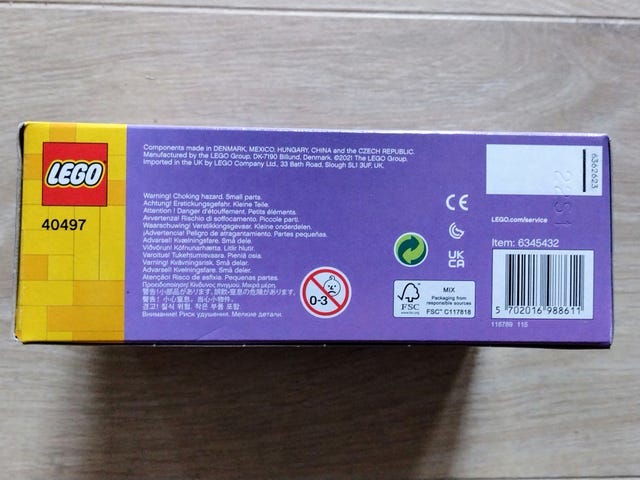 LEGO
40497
Components made in DENMARK, MEXICO, HUNGARY, CHINA and the CZECH REPUBLIC.
Manufactured by the LEGO Group. DK-7190 Billund, Denmark. ©2021 The LEGO Group.
Imported in the UK by LEGO Company Ltd., 33 Bath Road, Slough SL1 3UF, UK.
Warning! Choking hazard. Small parts.
Achtung! Erstickungsgefahr. Kleine Teile.
Attention ! Danger d'étouffement. Petits éléments.
Avvertenza! Rischio di soffocamento. Piccole parti.
Waarschuwing! Verstikkingsgevaar. Kleine onderdelen.
¡Advertencia! Peligro de atragantamiento. Partes pequeñas.
Advarsel! Kvælningsfare. Små dele.
Viðvörun! Köfnunarhætta. Litlir hlutir.
Varoitus! Tukehtumisvaara. Pieniä osia.
Varning! Kvävningsrisk. Små delar.
Advarsel! Kvelningsfare. Små deler.
Atenção! Risco de asfixia. Pequenas partes.
Προειδοποίηση! Κίνδυνος πνιγμού. Μικρά μέρη.
警告!小部品があります。誤飲・窒息の危険があります。
警告！小心窒息。当心小物件。
경고! 질식 위험. 작은 부품 포함.
Внимание! Риск удушения. Мелкие детали.
0-3
CE
UK
CA
FSC
www.fsc.org
MIX
Packaging from
responsible sources
FSC™ C117818
6362623
22S1
LEGO.com/service
Item: 6345432
5 702016 988611
118789 115